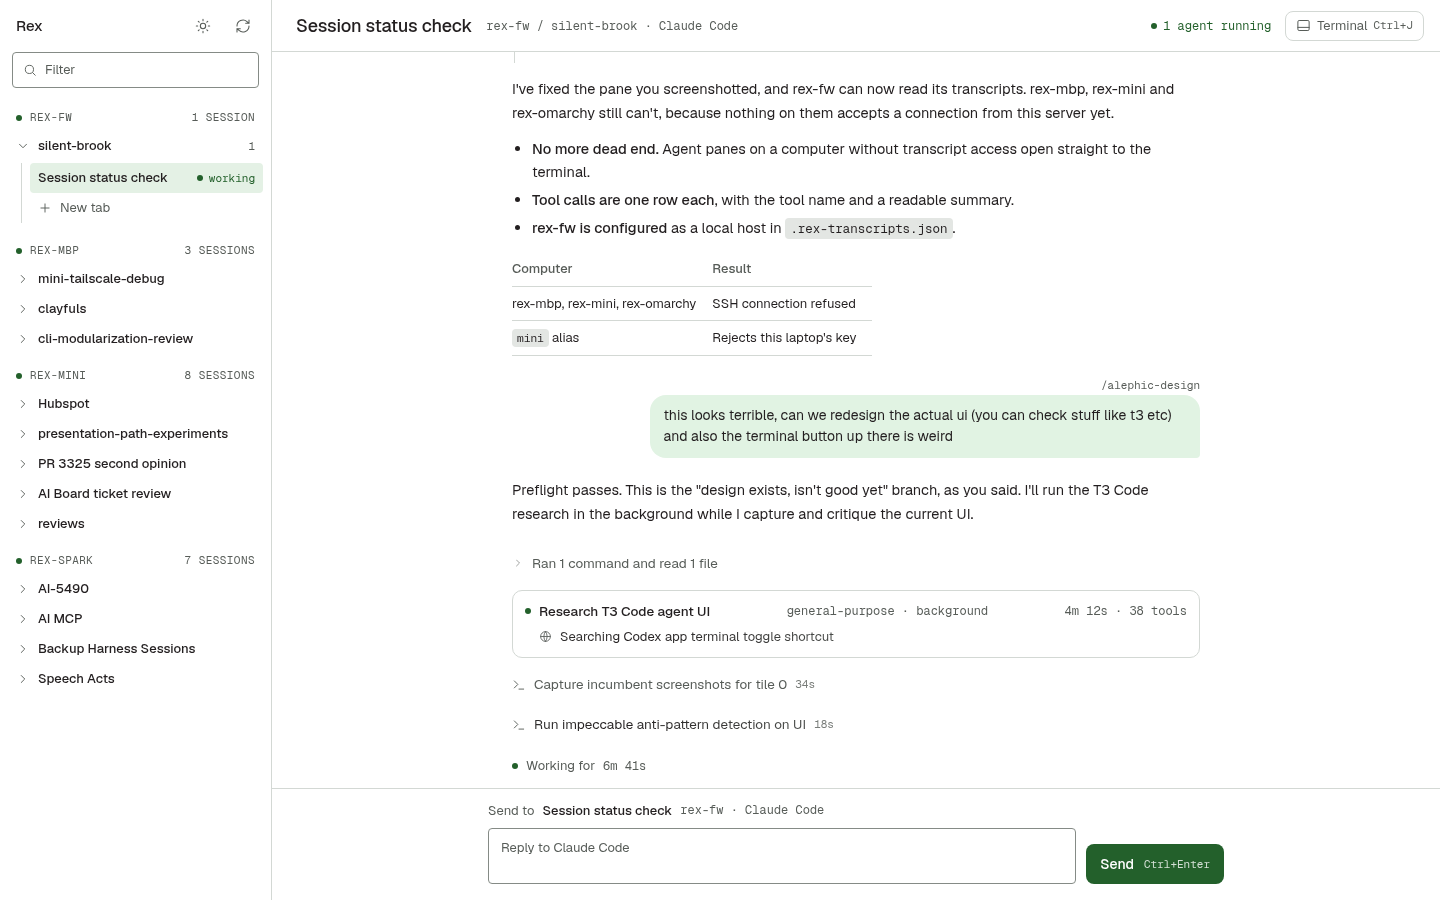 Rex
Filter
REX-FW 1 SESSION
silent-brook 1
Session status check working
New tab
REX-MBP 3 SESSIONS
mini-tailscale-debug
clayfuls
cli-modularization-review
REX-MINI 8 SESSIONS
Hubspot
presentation-path-experiments
PR 3325 second opinion
AI Board ticket review
reviews
REX-SPARK 7 SESSIONS
AI-5490
AI MCP
Backup Harness Sessions
Speech Acts
Session status check rex-fw / silent-brook · Claude Code 1 agent running Terminal Ctrl+J
I've fixed the pane you screenshotted, and rex-fw can now read its transcripts. rex-mbp, rex-mini and
rex-omarchy still can't, because nothing on them accepts a connection from this server yet.
No more dead end. Agent panes on a computer without transcript access open straight to the
terminal.
Tool calls are one row each, with the tool name and a readable summary.
rex-fw is configured as a local host in .rex-transcripts.json.
Computer Result
rex-mbp, rex-mini, rex-omarchy SSH connection refused
mini alias Rejects this laptop's key
/alephic-design
this looks terrible, can we redesign the actual ui (you can check stuff like t3 etc)
and also the terminal button up there is weird
Preflight passes. This is the "design exists, isn't good yet" branch, as you said. I'll run the T3 Code
research in the background while I capture and critique the current UI.
Ran 1 command and read 1 file
Research T3 Code agent UI general-purpose · background 4m 12s · 38 tools
Searching Codex app terminal toggle shortcut
Capture incumbent screenshots for tile 0 34s
Run impeccable anti-pattern detection on UI 18s
Working for 6m 41s
Send to Session status check rex-fw · Claude Code
Reply to Claude Code
Send Ctrl+Enter